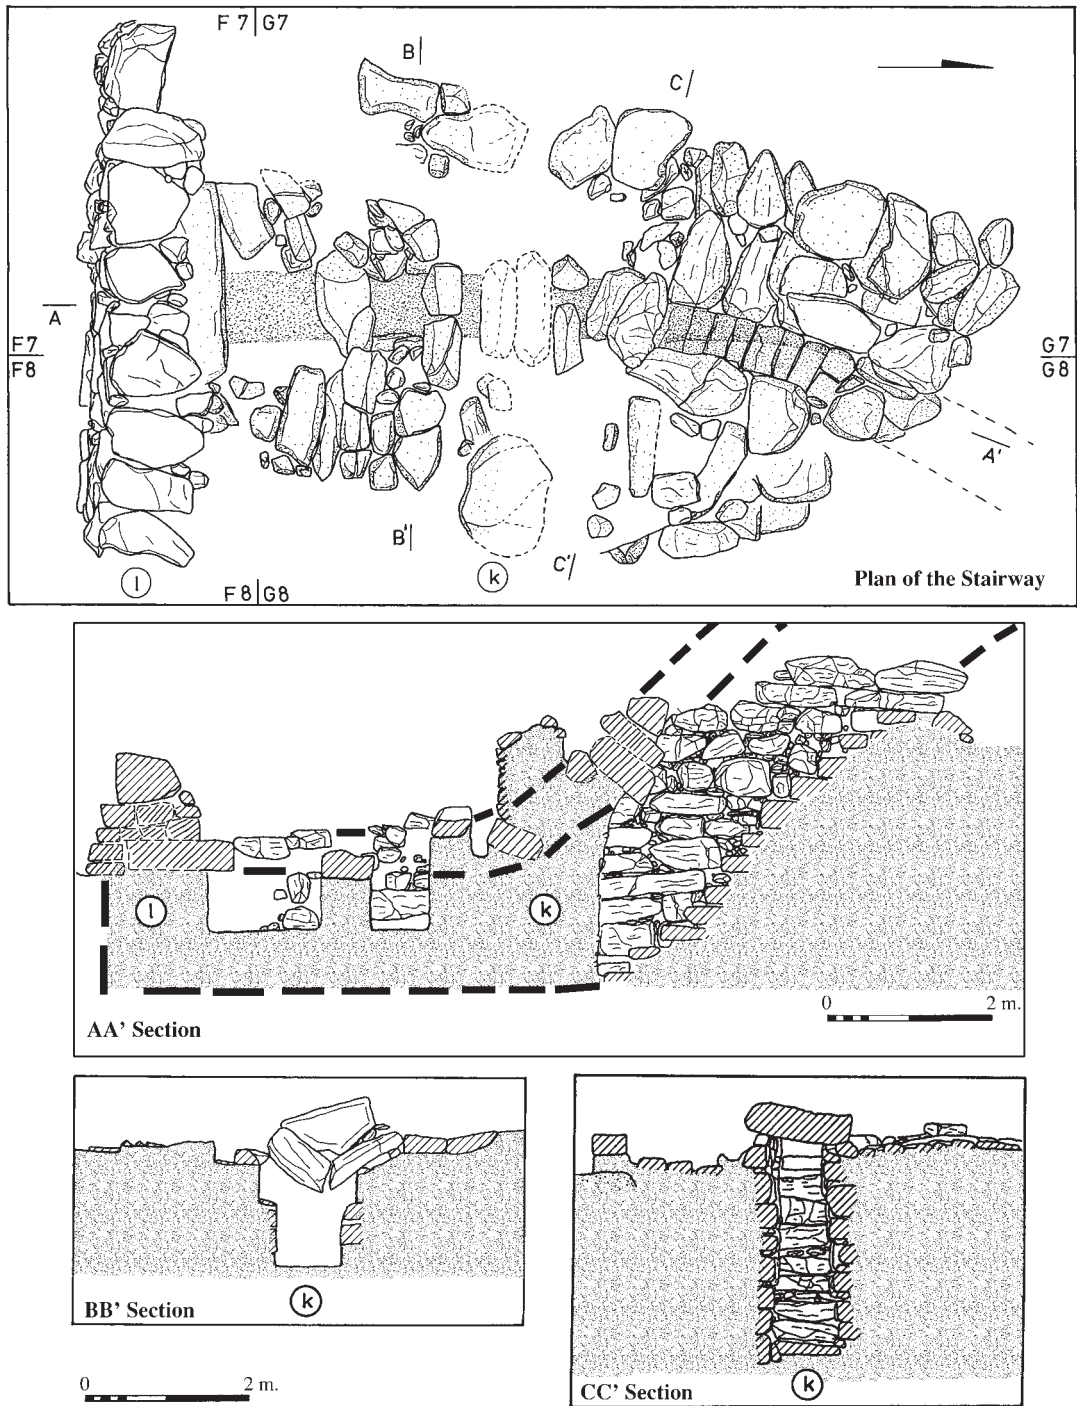 F 7 | G7
B
C
A
F7
F8
G7
G8
A'
B'
C'
l
k
F8 | G8
Plan of the Stairway
l
k
0 2 m.
AA’ Section
BB’ Section
k
0 2 m.
CC’ Section
k